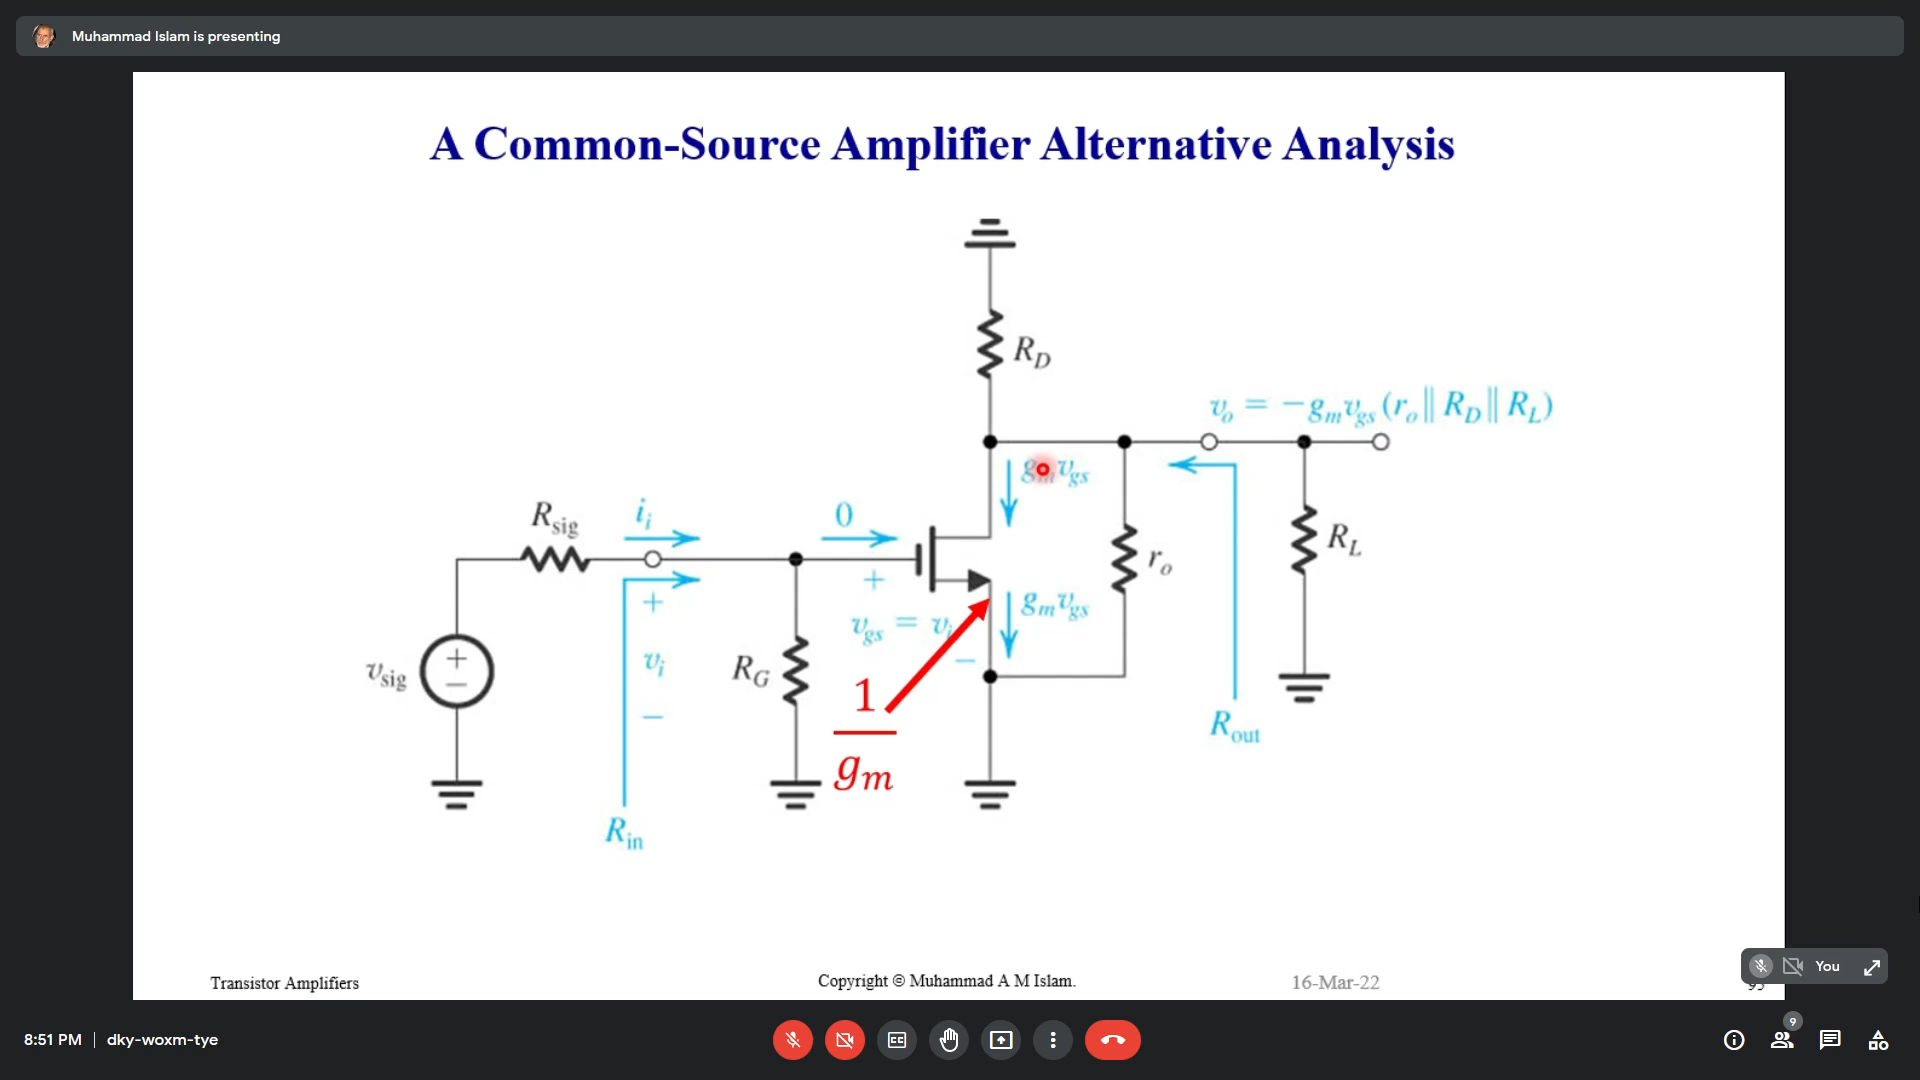 Muhammad Islam is presenting
A Common-Source Amplifier Alternative Analysis
R_D
v_o = −g_m v_gs (r_o || R_D || R_L)
g_m v_gs
R_sig
i_i
0
R_L
r_o
+
+
g_m v_gs
v_gs = v_i
+
−
v_sig
v_i
R_G
−
−
1
g_m
R_out
R_in
Transistor Amplifiers
Copyright © Muhammad A M Islam.
16-Mar-22
You
8:51 PM | dky-woxm-tye
9